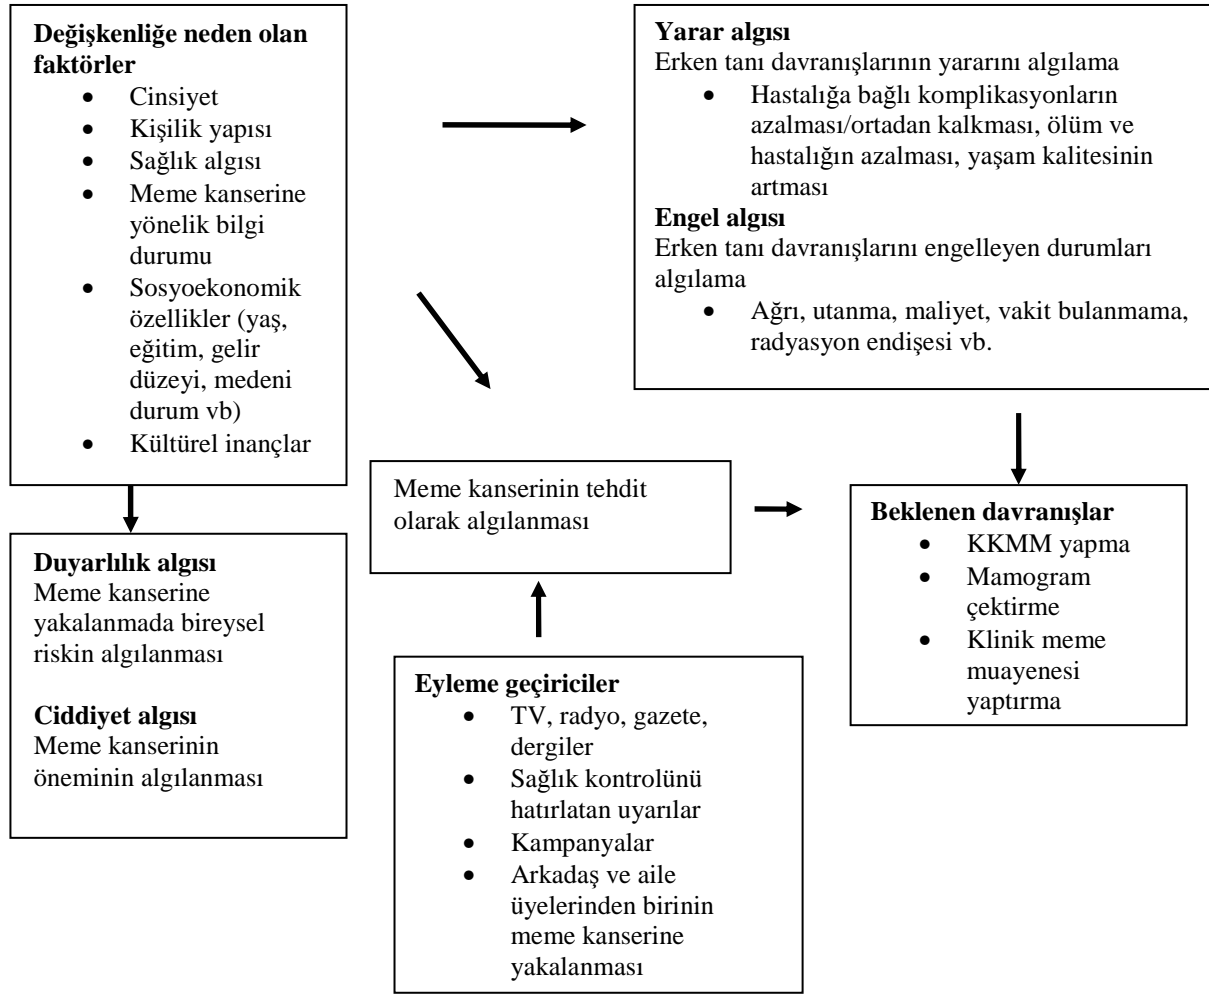 Değişkenliğe neden olan
faktörler
• Cinsiyet
• Kişilik yapısı
• Sağlık algısı
• Meme kanserine
yönelik bilgi
durumu
• Sosyoekonomik
özellikler (yaş,
eğitim, gelir
düzeyi, medeni
durum vb)
• Kültürel inançlar
Yarar algısı
Erken tanı davranışlarının yararını algılama
• Hastalığa bağlı komplikasyonların
azalması/ortadan kalkması, ölüm ve
hastalığın azalması, yaşam kalitesinin
artması
Engel algısı
Erken tanı davranışlarını engelleyen durumları
algılama
• Ağrı, utanma, maliyet, vakit bulanmama,
radyasyon endişesi vb.
Duyarlılık algısı
Meme kanserine
yakalanmada bireysel
riskin algılanması
Ciddiyet algısı
Meme kanserinin
öneminin algılanması
Meme kanserinin tehdit
olarak algılanması
Beklenen davranışlar
• KKMM yapma
• Mamogram
çektirme
• Klinik meme
muayenesi
yaptırma
Eyleme geçiriciler
• TV, radyo, gazete,
dergiler
• Sağlık kontrolünü
hatırlatan uyarılar
• Kampanyalar
• Arkadaş ve aile
üyelerinden birinin
meme kanserine
yakalanması